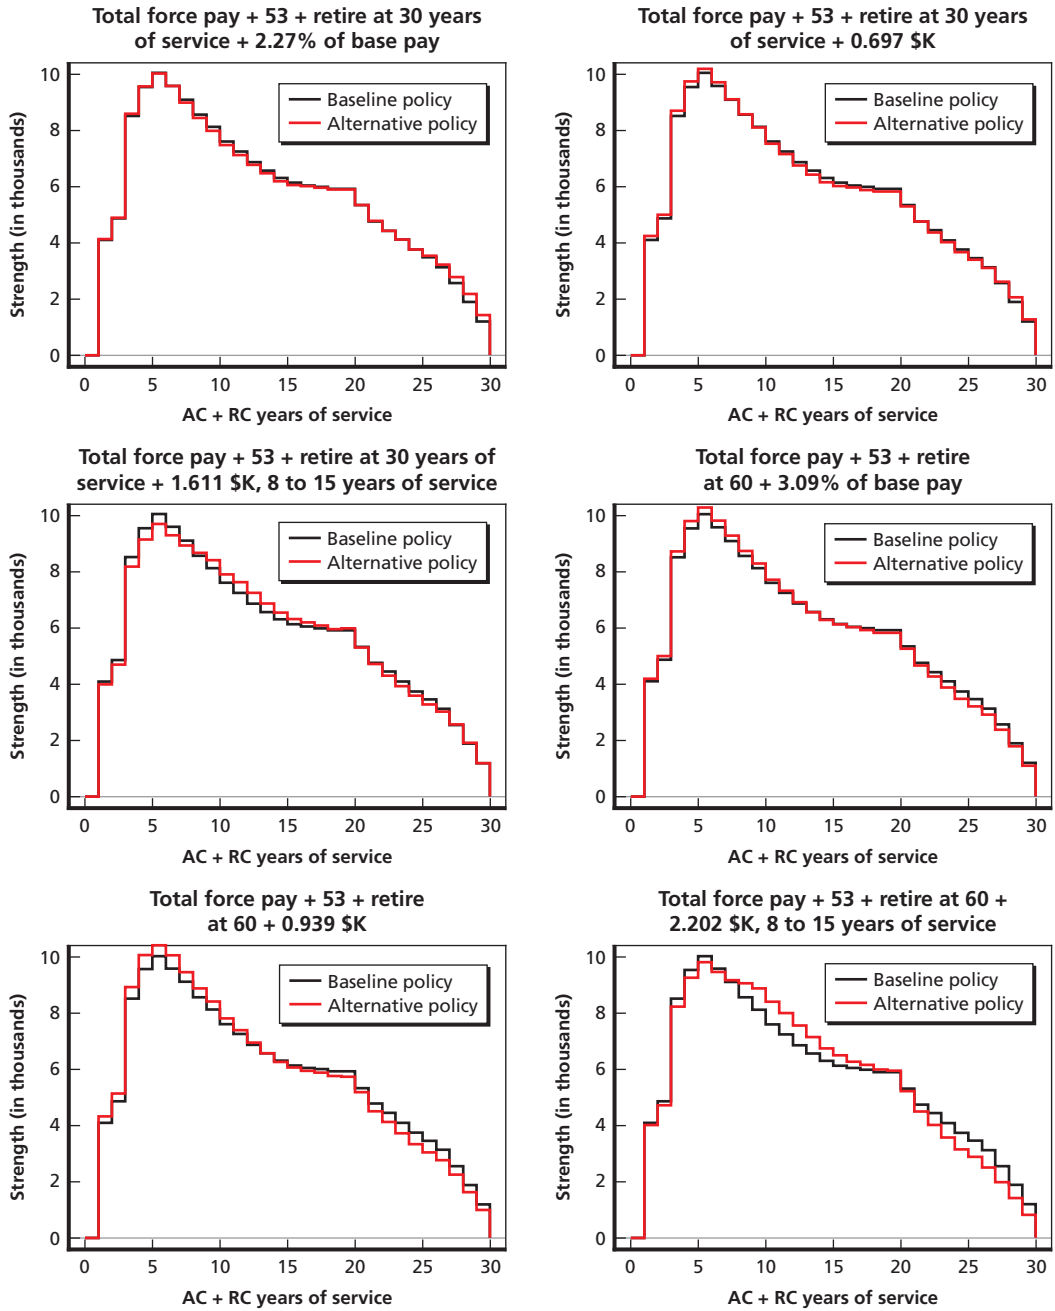 Total force pay + 53 + retire at 30 years
of service + 2.27% of base pay
Strength (in thousands)
10
8
6
4
2
0
Baseline policy
Alternative policy
0 5 10 15 20 25 30
AC + RC years of service
Total force pay + 53 + retire at 30 years
of service + 0.697 $K
Strength (in thousands)
10
8
6
4
2
0
Baseline policy
Alternative policy
0 5 10 15 20 25 30
AC + RC years of service
Total force pay + 53 + retire at 30 years of
service + 1.611 $K, 8 to 15 years of service
Strength (in thousands)
10
8
6
4
2
0
Baseline policy
Alternative policy
0 5 10 15 20 25 30
AC + RC years of service
Total force pay + 53 + retire
at 60 + 3.09% of base pay
Strength (in thousands)
10
8
6
4
2
0
Baseline policy
Alternative policy
0 5 10 15 20 25 30
AC + RC years of service
Total force pay + 53 + retire
at 60 + 0.939 $K
Strength (in thousands)
10
8
6
4
2
0
Baseline policy
Alternative policy
0 5 10 15 20 25 30
AC + RC years of service
Total force pay + 53 + retire at 60 +
2.202 $K, 8 to 15 years of service
Strength (in thousands)
10
8
6
4
2
0
Baseline policy
Alternative policy
0 5 10 15 20 25 30
AC + RC years of service